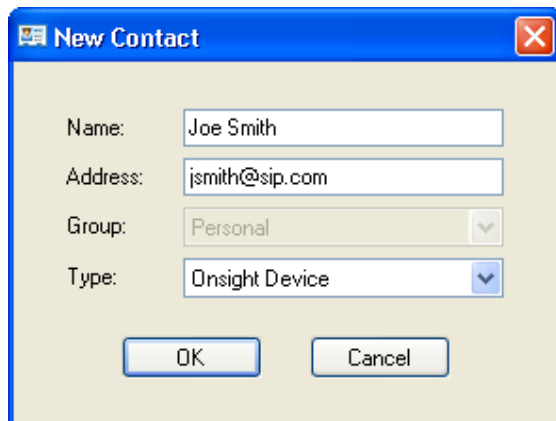 New Contact
Name: Joe Smith
Address: jsmith@sip.com
Group: Personal
Type: Onsight Device
OK Cancel